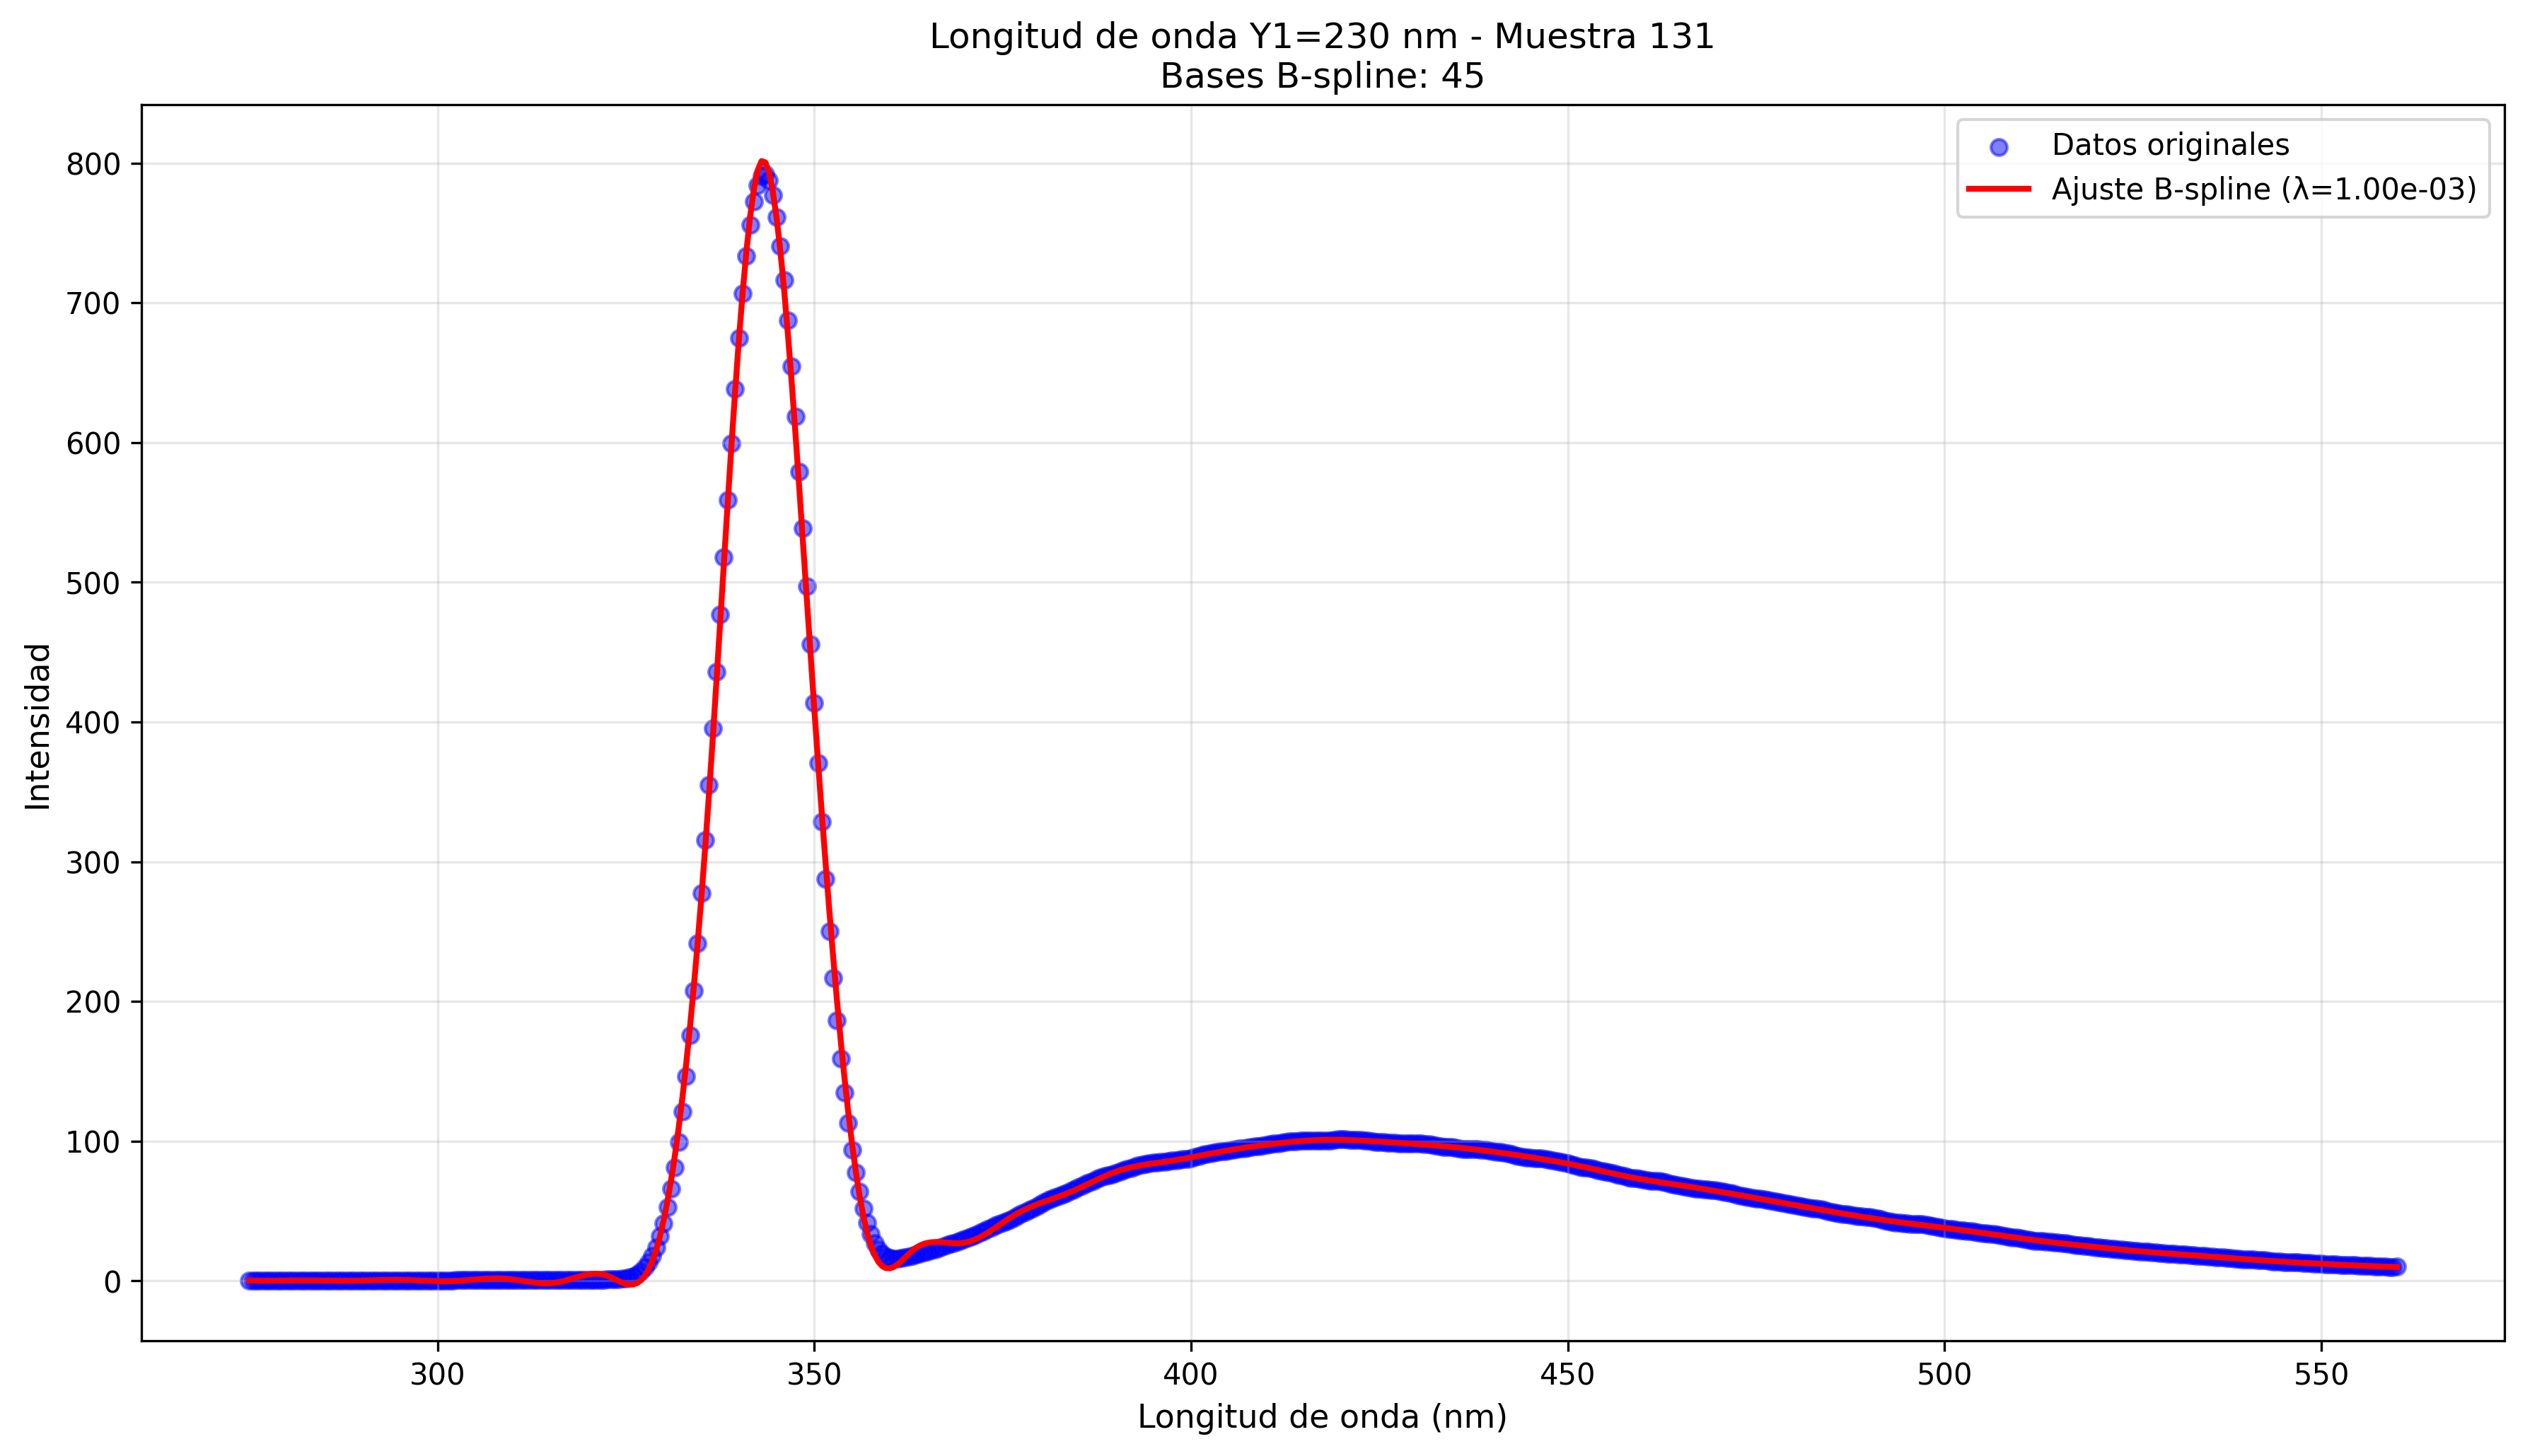 Longitud de onda Y1=230 nm - Muestra 131
Bases B-spline: 45
Datos originales
Ajuste B-spline (λ=1.00e-03)
Intensidad
800
700
600
500
400
300
200
100
0
300
350
400
450
500
550
Longitud de onda (nm)